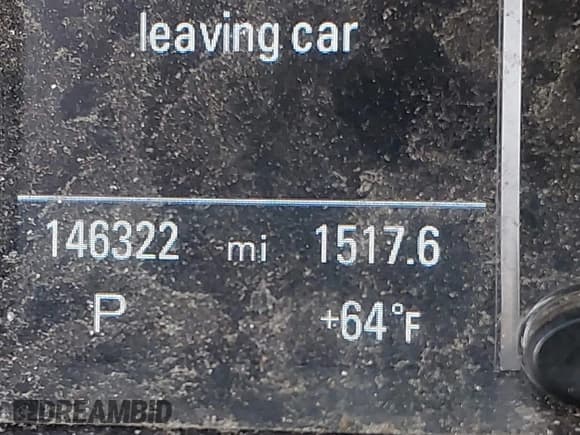 leaving car
146322 mi 1517.6
P +64°F
DREAMBID